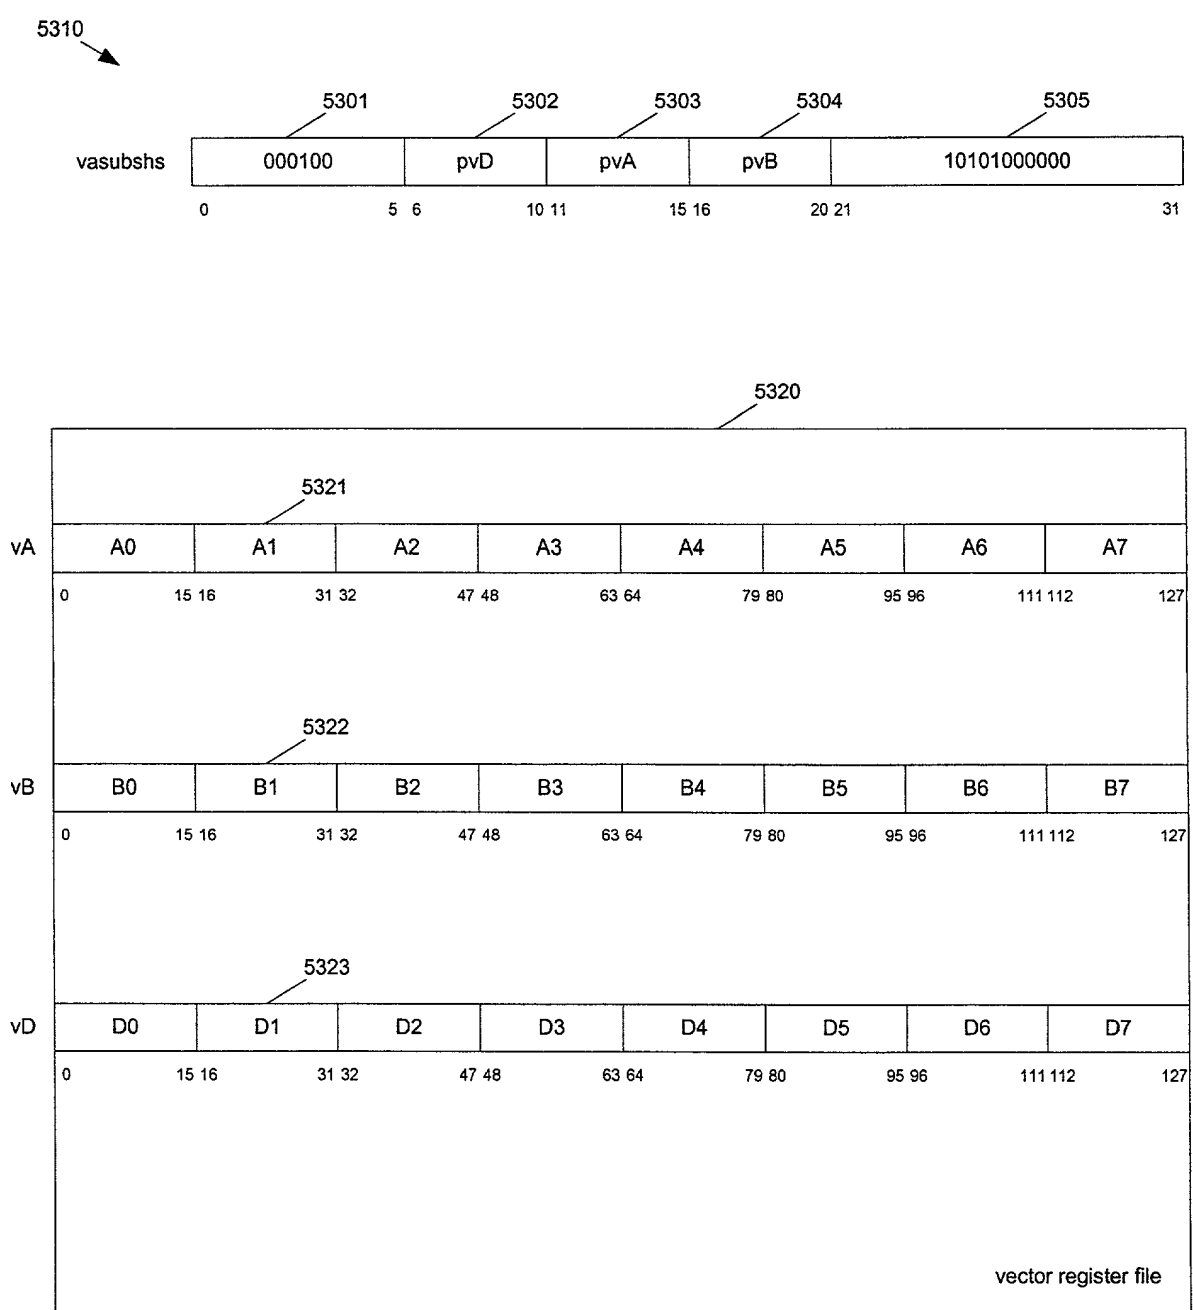 5310
5301 5302 5303 5304 5305
vasubshs 000100 pvD pvA pvB 10101000000
0 5 6 10 11 15 16 20 21 31
5320
5321
vA A0 A1 A2 A3 A4 A5 A6 A7
0 15 16 31 32 47 48 63 64 79 80 95 96 111 112 127
5322
vB B0 B1 B2 B3 B4 B5 B6 B7
0 15 16 31 32 47 48 63 64 79 80 95 96 111 112 127
5323
vD D0 D1 D2 D3 D4 D5 D6 D7
0 15 16 31 32 47 48 63 64 79 80 95 96 111 112 127
vector register file